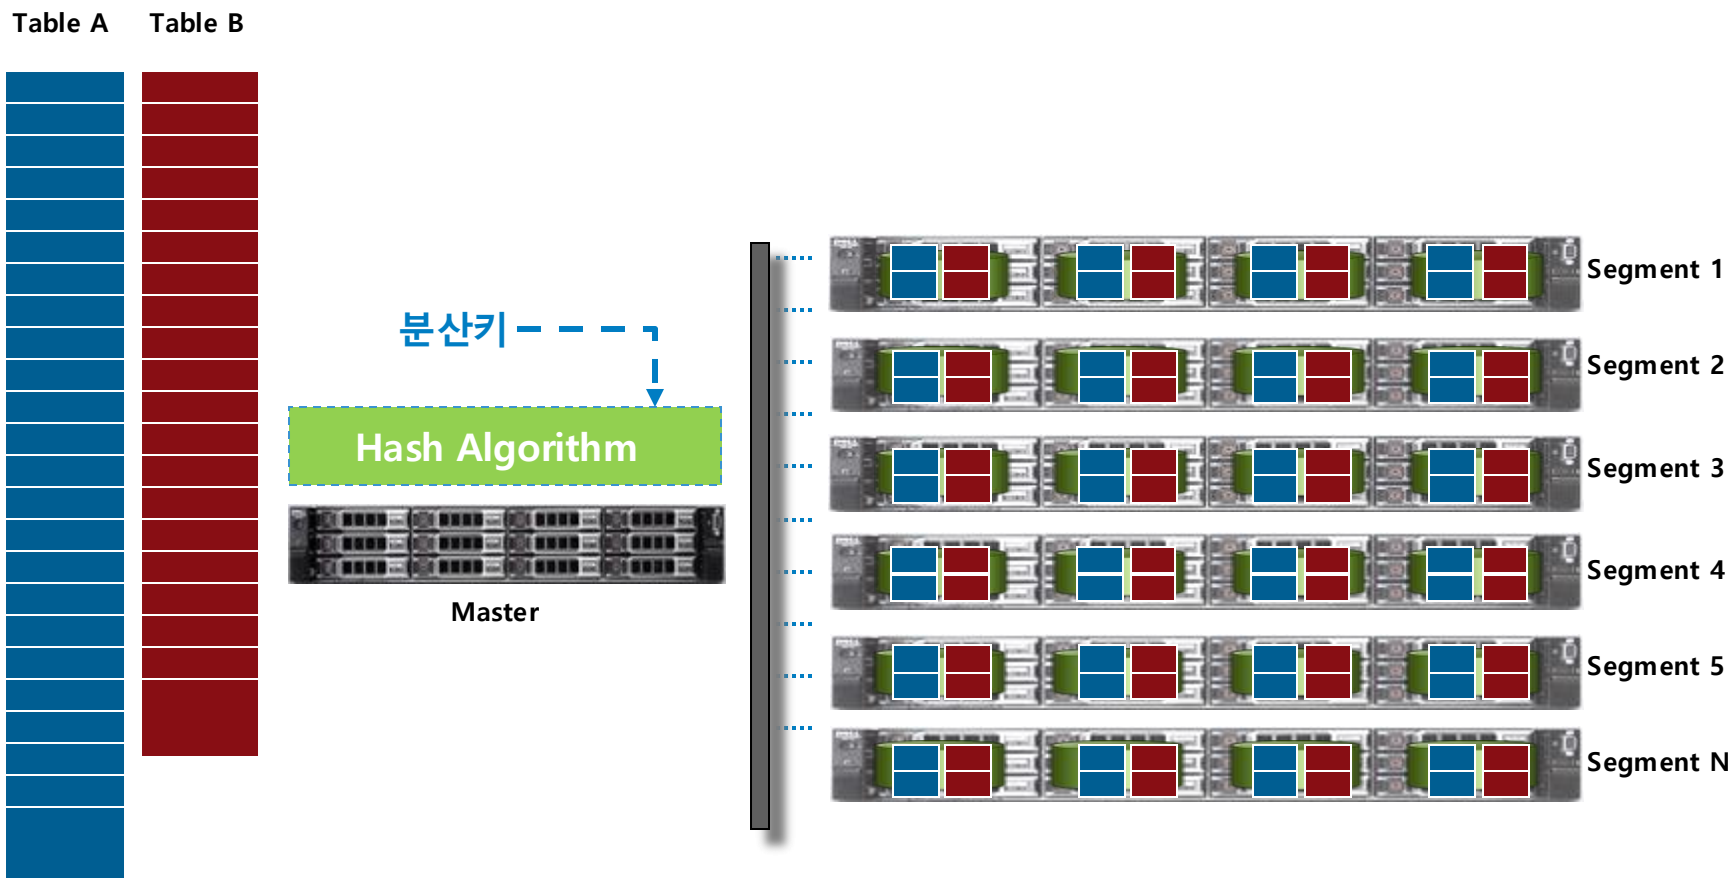 Table A
Table B
분산키
Hash Algorithm
Master
Segment 1
Segment 2
Segment 3
Segment 4
Segment 5
Segment N